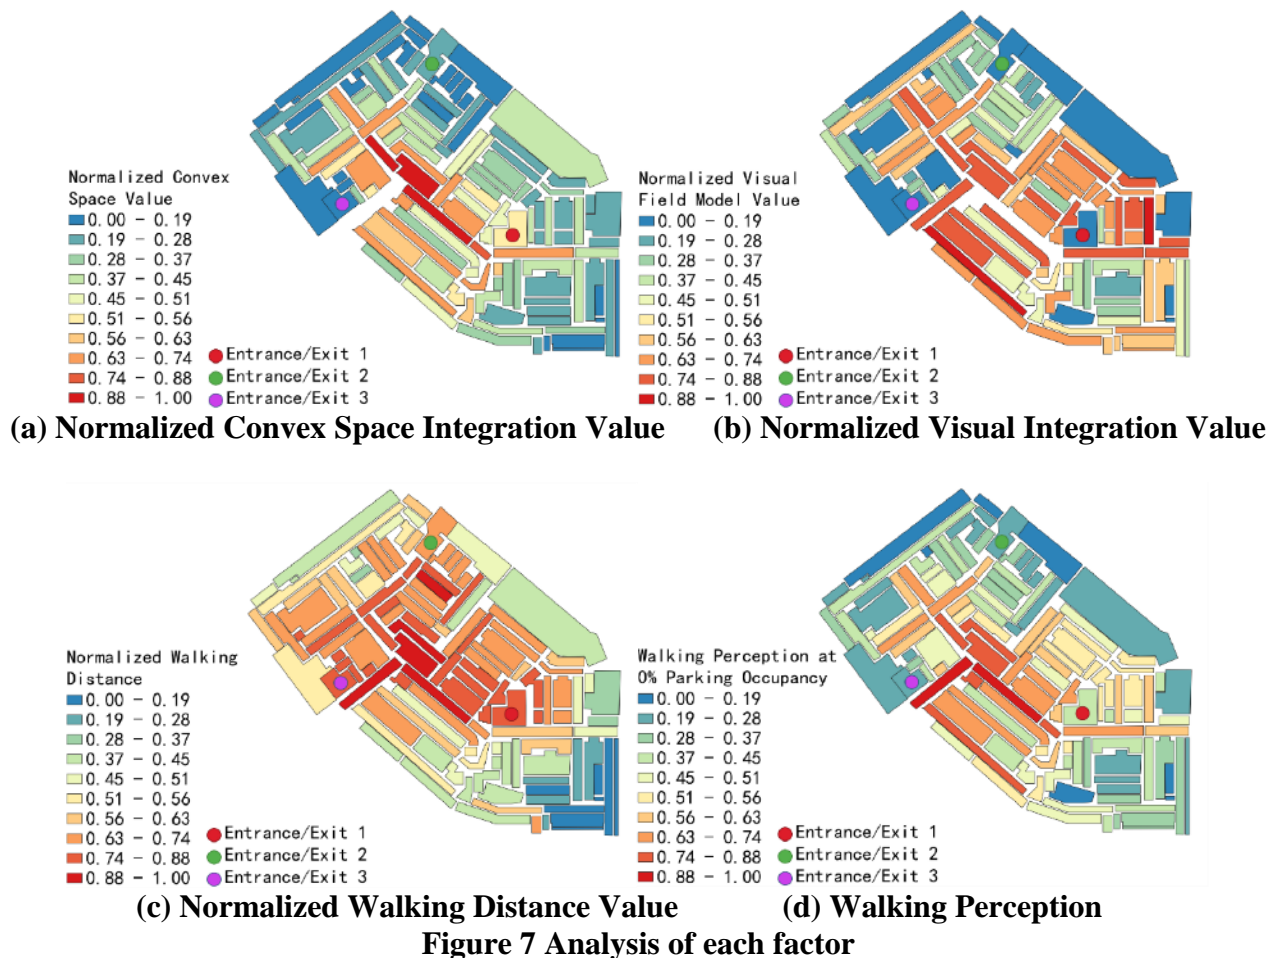 Normalized Convex
Space Value
0.00 - 0.19
0.19 - 0.28
0.28 - 0.37
0.37 - 0.45
0.45 - 0.51
0.51 - 0.56
0.56 - 0.63
0.63 - 0.74
0.74 - 0.88
0.88 - 1.00
Entrance/Exit 1
Entrance/Exit 2
Entrance/Exit 3
(a) Normalized Convex Space Integration Value
Normalized Visual
Field Model Value
0.00 - 0.19
0.19 - 0.28
0.28 - 0.37
0.37 - 0.45
0.45 - 0.51
0.51 - 0.56
0.56 - 0.63
0.63 - 0.74
0.74 - 0.88
0.88 - 1.00
Entrance/Exit 1
Entrance/Exit 2
Entrance/Exit 3
(b) Normalized Visual Integration Value
Normalized Walking
Distance
0.00 - 0.19
0.19 - 0.28
0.28 - 0.37
0.37 - 0.45
0.45 - 0.51
0.51 - 0.56
0.56 - 0.63
0.63 - 0.74
0.74 - 0.88
0.88 - 1.00
Entrance/Exit 1
Entrance/Exit 2
Entrance/Exit 3
(c) Normalized Walking Distance Value
Walking Perception at
0% Parking Occupancy
0.00 - 0.19
0.19 - 0.28
0.28 - 0.37
0.37 - 0.45
0.45 - 0.51
0.51 - 0.56
0.56 - 0.63
0.63 - 0.74
0.74 - 0.88
0.88 - 1.00
Entrance/Exit 1
Entrance/Exit 2
Entrance/Exit 3
(d) Walking Perception
Figure 7 Analysis of each factor